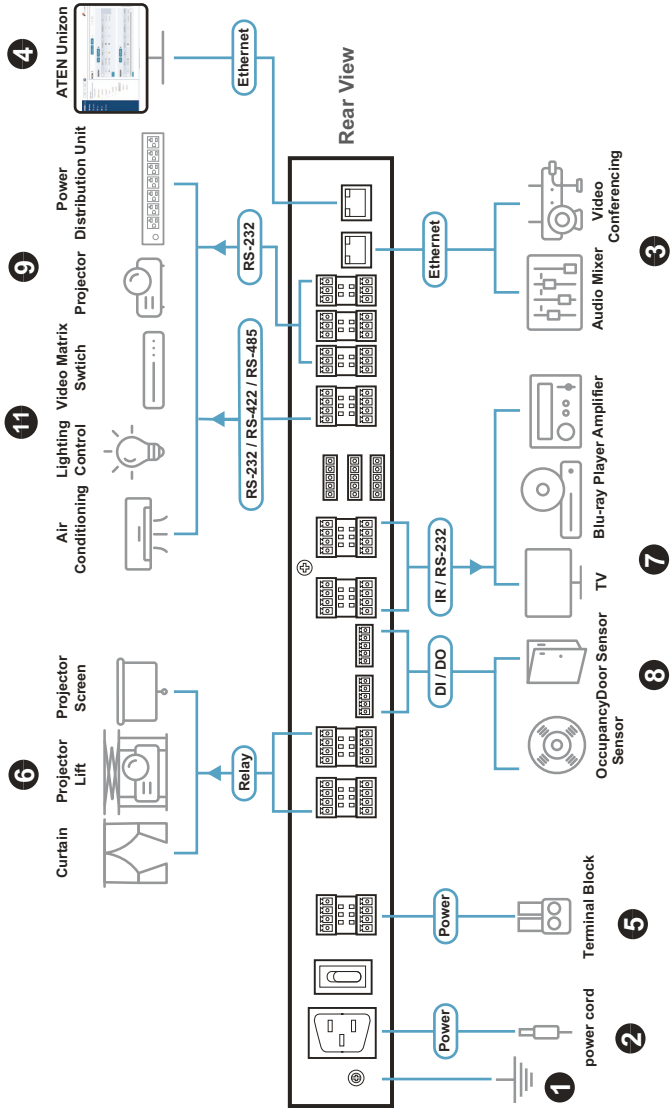 6
11
9
4
Curtain
Projector
Lift
Projector
Screen
Air
Conditioning
Lighting
Control
Video Matrix
Swtich
Projector
Power
Distribution Unit
ATEN Unizon
Relay
RS-232 / RS-422 / RS-485
RS-232
Ethernet
Rear View
Power
Power
DI / DO
IR / RS-232
Ethernet
1
power cord
2
Terminal Block
5
Occupancy
Sensor
Door Sensor
8
TV
Blu-ray Player
Amplifier
7
Audio Mixer
Video
Conferencing
3